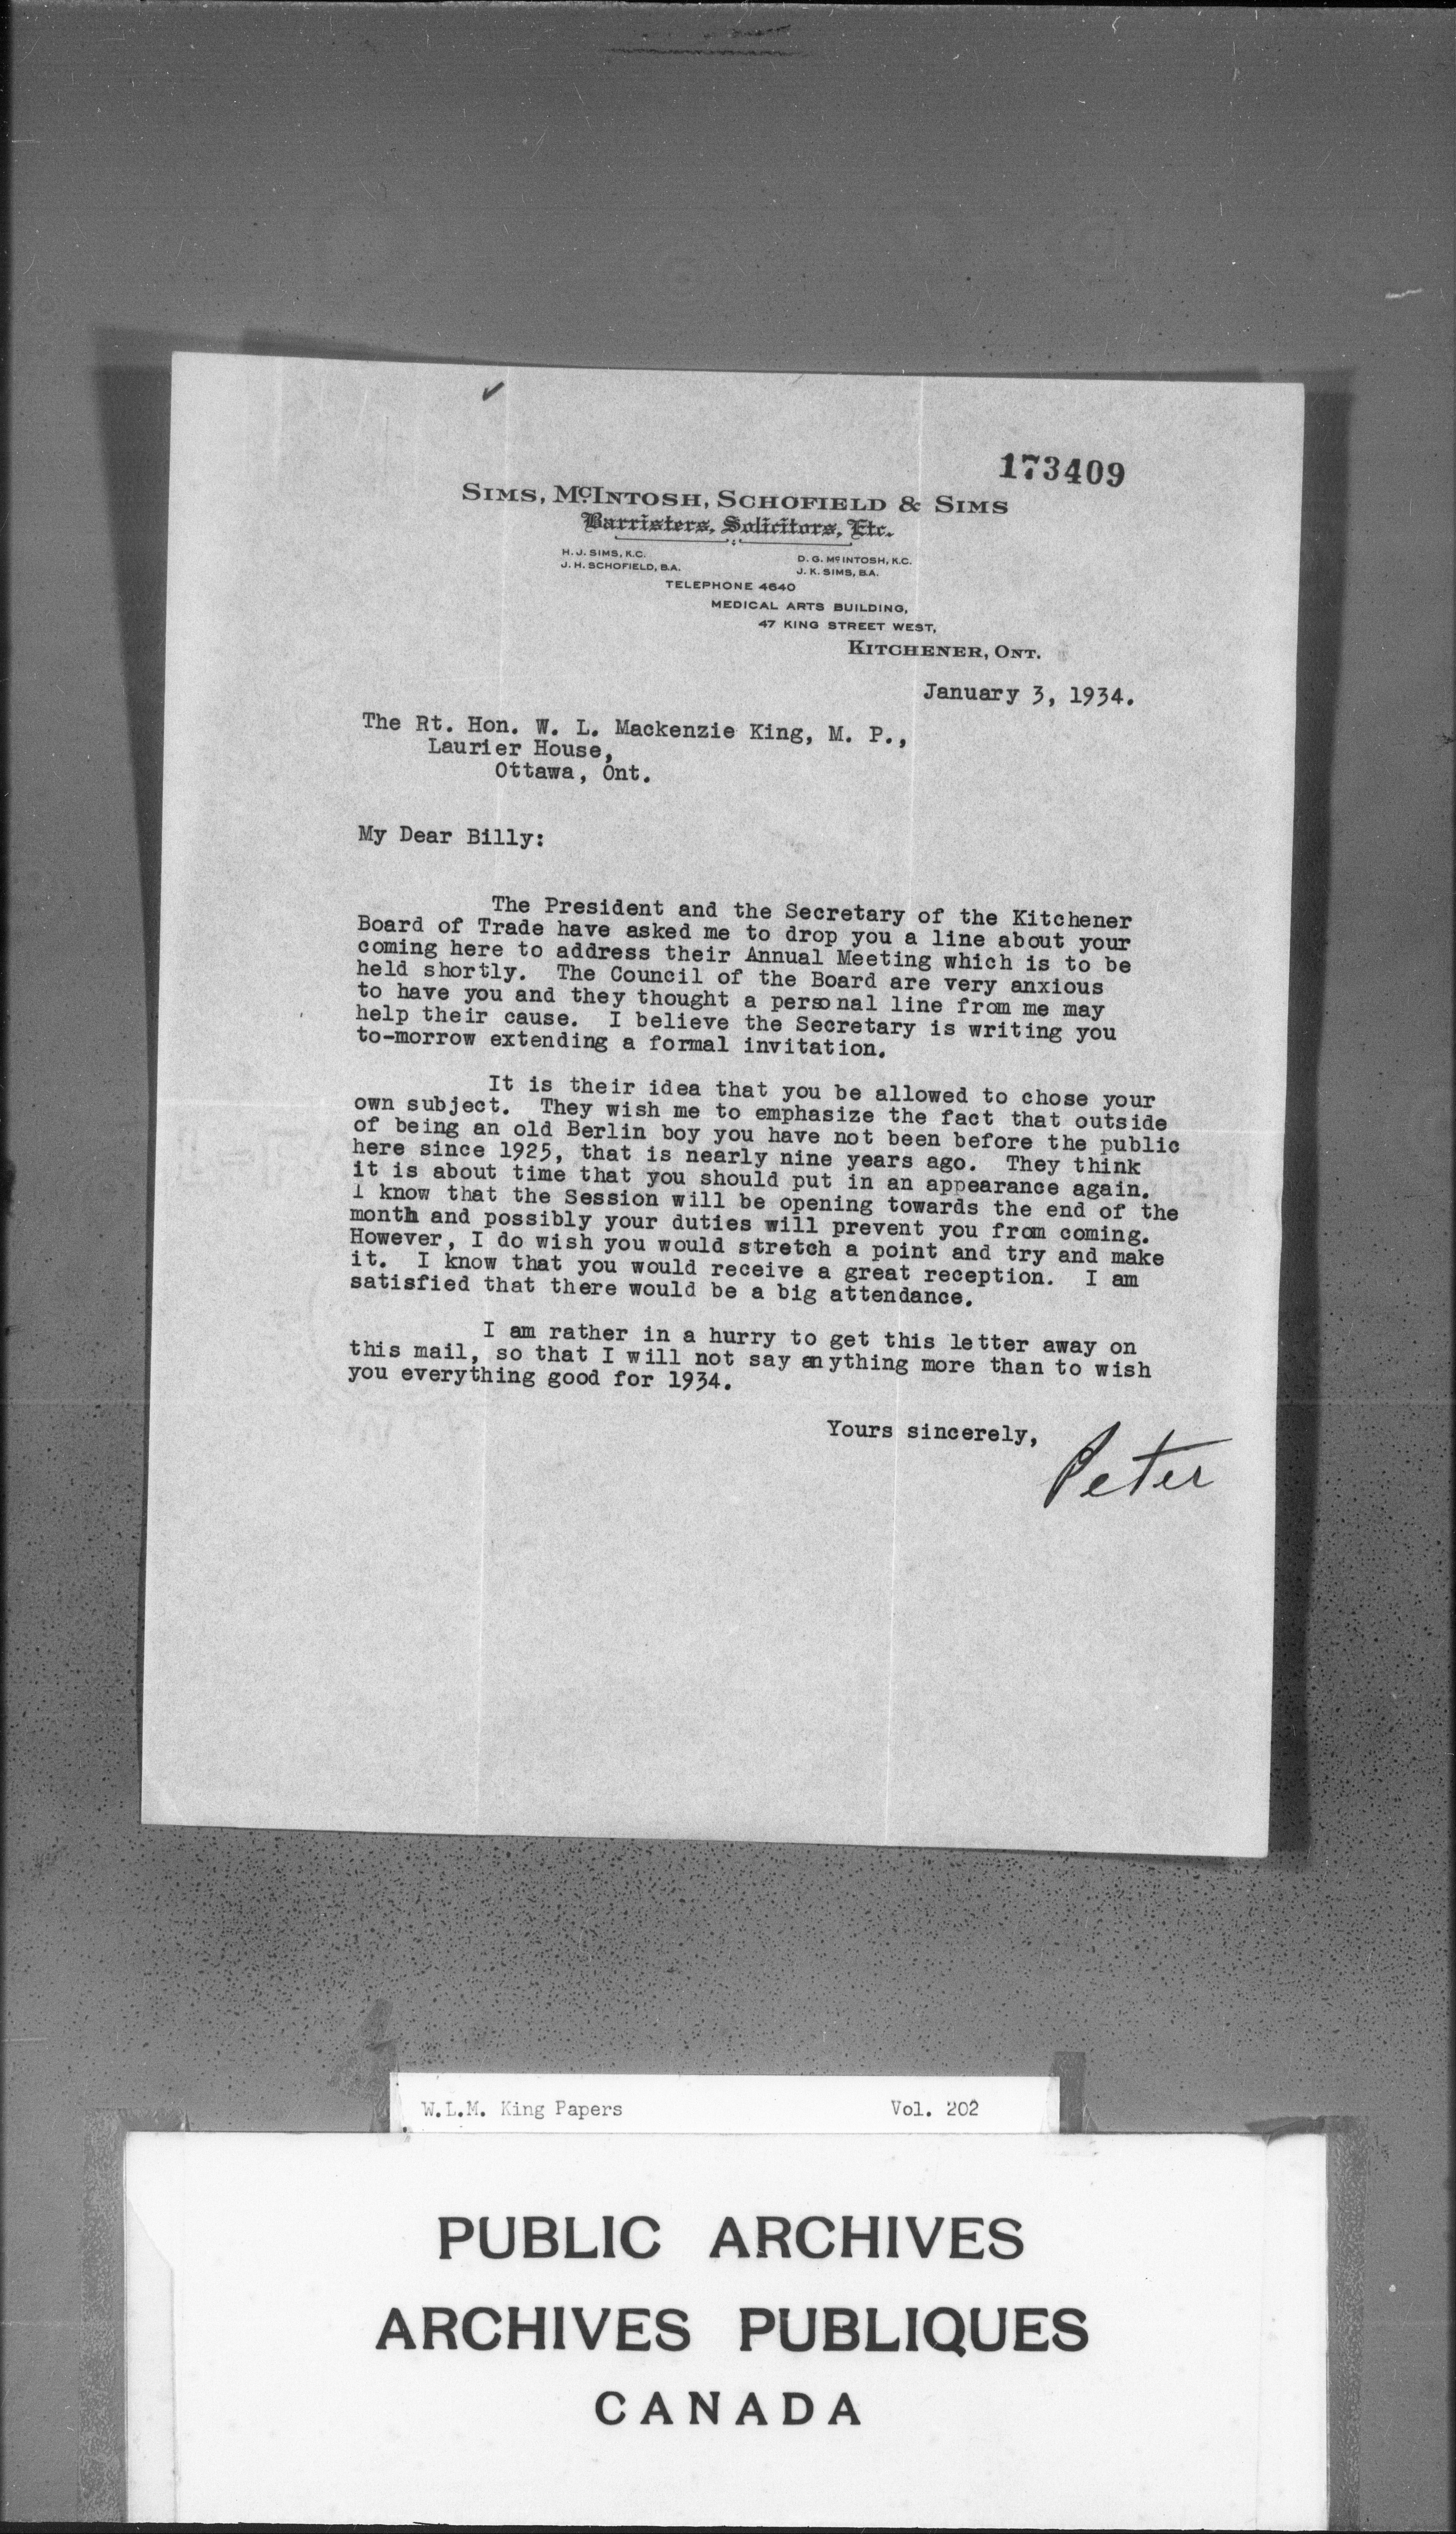 173409
SIMS, McINTOSH, SCHOFIELD & SIMS
Barristers, Solicitors, Etc.
H. J. SIMS, K.C. D. G. McINTOSH, K.C.
J. H. SCHOFIELD, B.A. J. K. SIMS, B.A.
TELEPHONE 4640
MEDICAL ARTS BUILDING,
47 KING STREET WEST,
KITCHENER, ONT.
January 3, 1934.
The Rt. Hon. W. L. Mackenzie King, M. P.,
Laurier House,
Ottawa, Ont.
My Dear Billy:
The President and the Secretary of the Kitchener
Board of Trade have asked me to drop you a line about your
coming here to address their Annual Meeting which is to be
held shortly. The Council of the Board are very anxious
to have you and they thought a personal line from me may
help their cause. I believe the Secretary is writing you
to-morrow extending a formal invitation.
It is their idea that you be allowed to chose your
own subject. They wish me to emphasize the fact that outside
of being an old Berlin boy you have not been before the public
here since 1925, that is nearly nine years ago. They think
it is about time that you should put in an appearance again.
I know that the Session will be opening towards the end of the
month and possibly your duties will prevent you from coming.
However, I do wish you would stretch a point and try and make
it. I know that you would receive a great reception. I am
satisfied that there would be a big attendance.
I am rather in a hurry to get this letter away on
this mail, so that I will not say anything more than to wish
you everything good for 1934.
Yours sincerely,
Peter
W.L.M. King Papers Vol. 202
PUBLIC ARCHIVES
ARCHIVES PUBLIQUES
CANADA